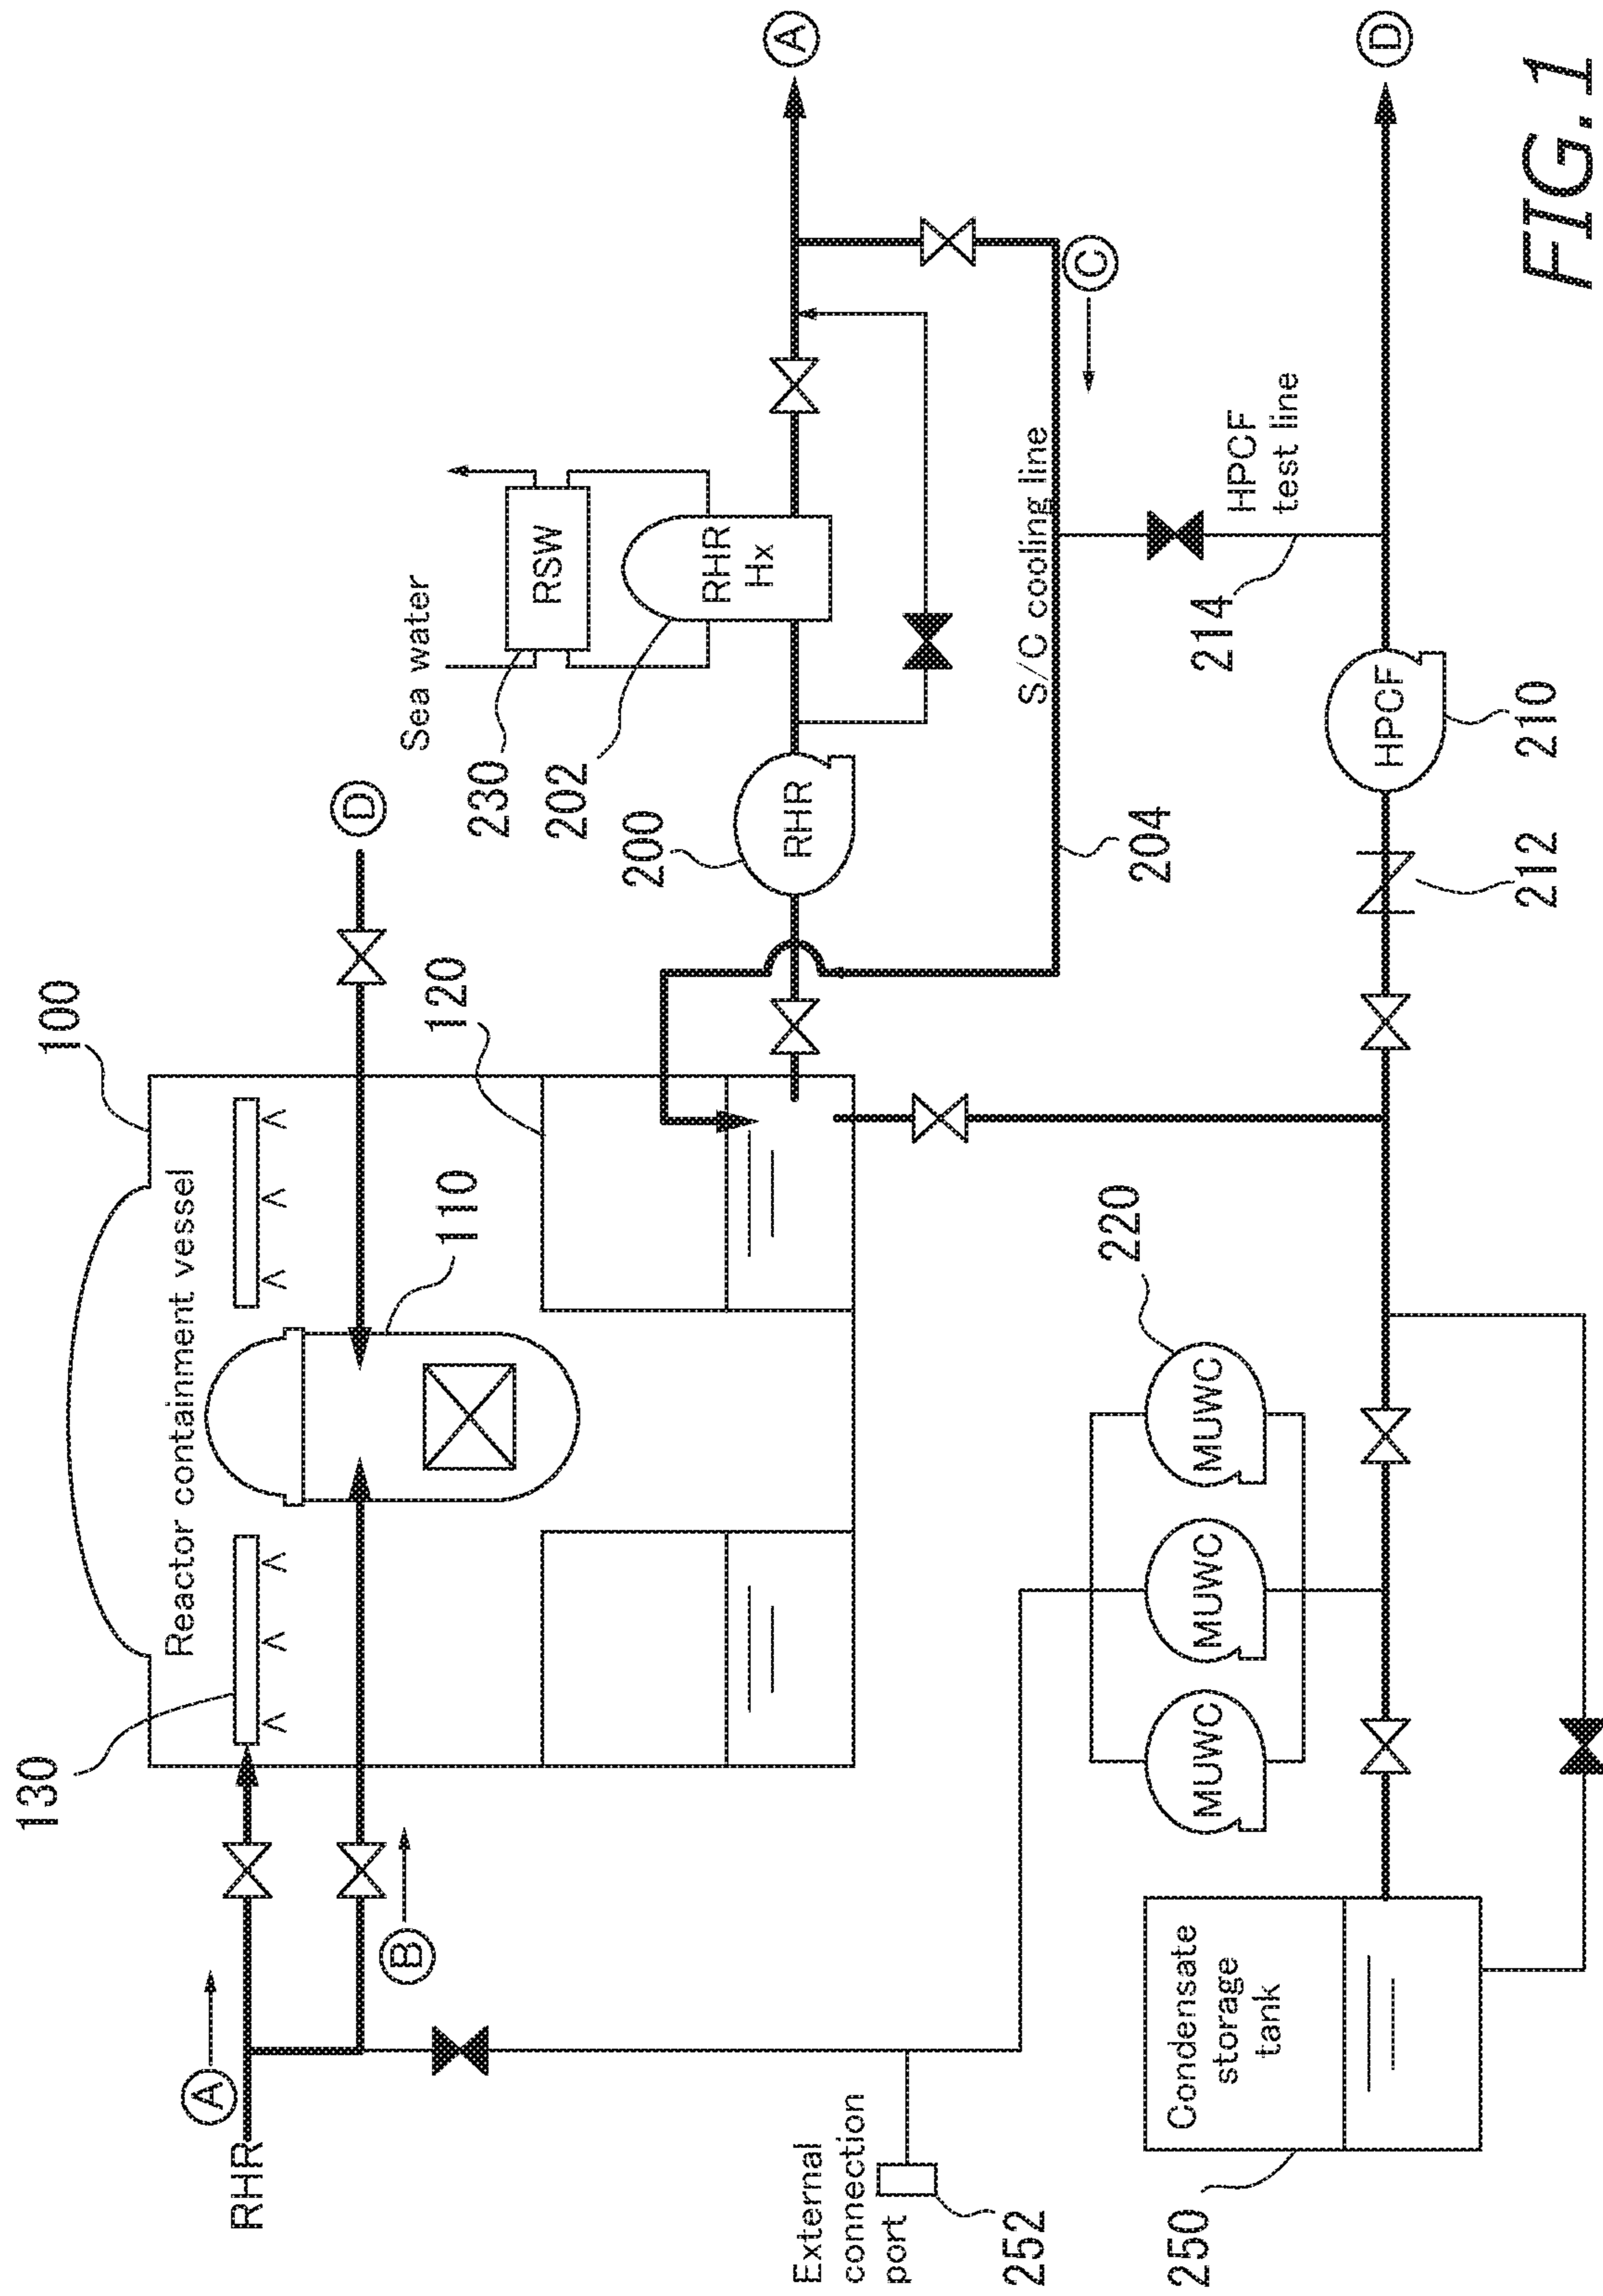 100
Reactor containment vessel
130
A
RHR
B
110
120
D
Sea water
230
RSW
202
RHR
Hx
200
RHR
A
S/C cooling line
204
C
External
connection
port
252
250
Condensate
storage
tank
MUWC
MUWC
MUWC
220
212
HPCF
210
214
HPCF
test line
D
FIG. 1